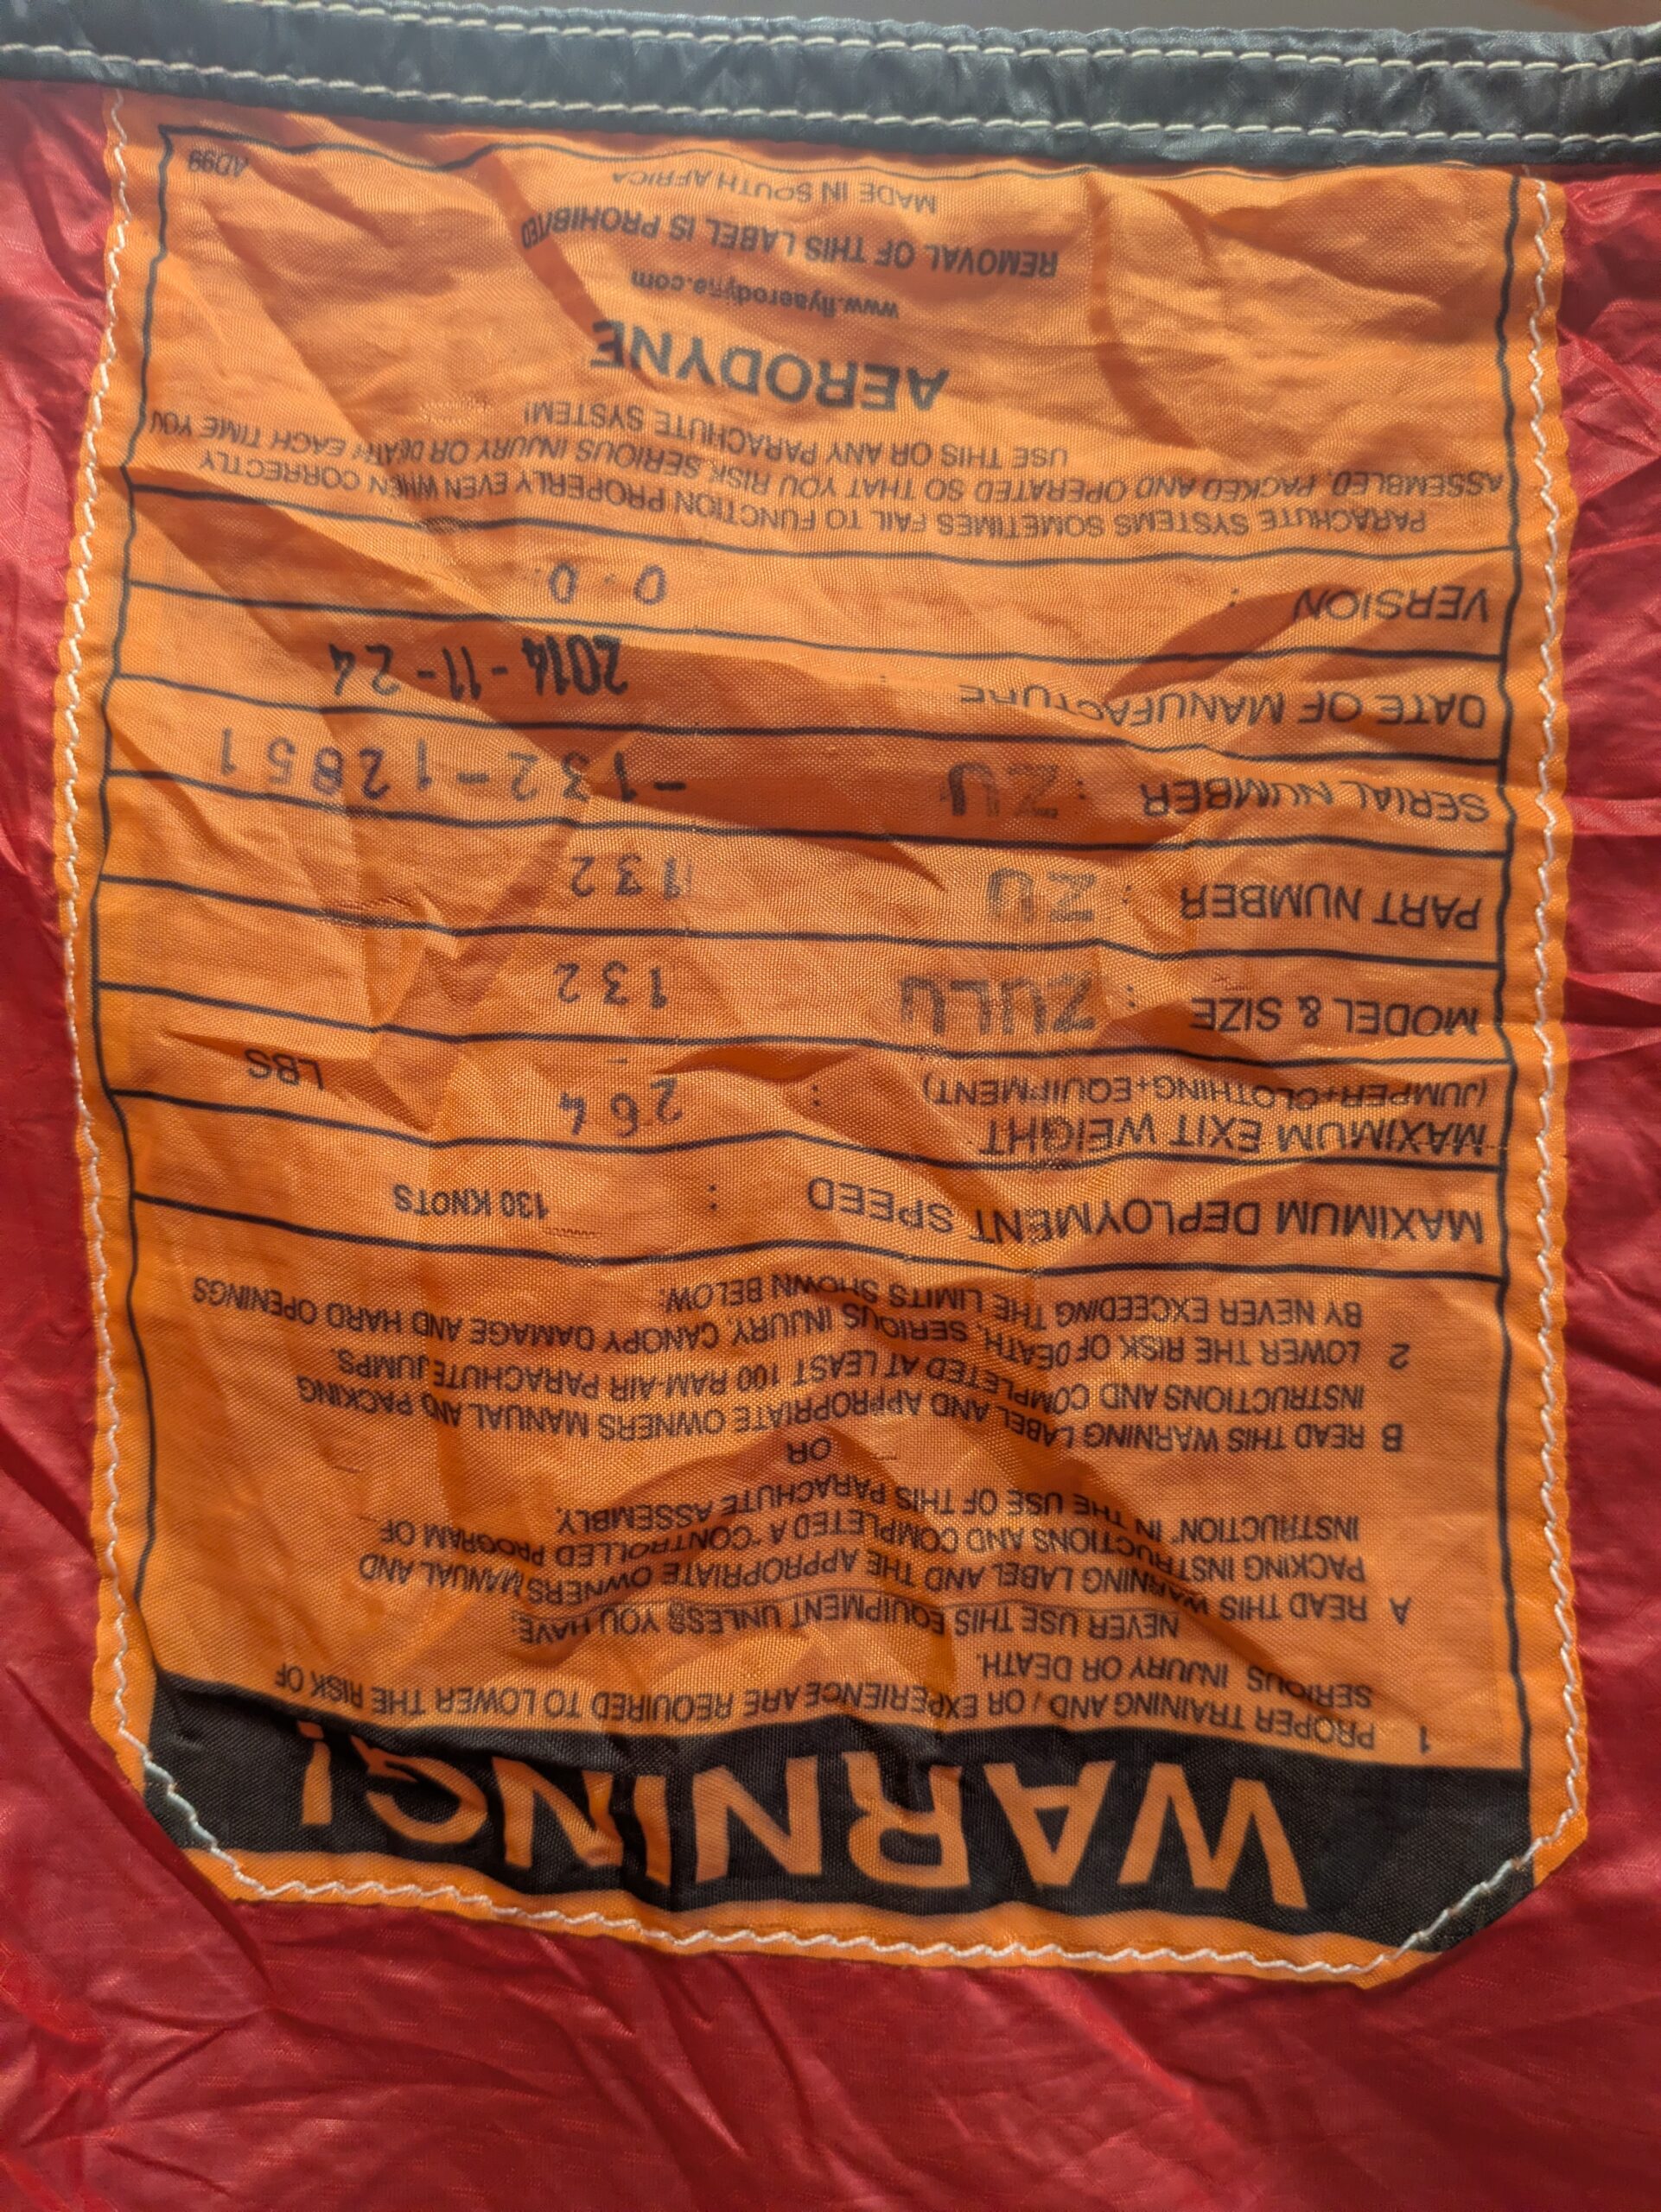 WARNING!
1 PROPER TRAINING AND / OR EXPERIENCE ARE REQUIRED TO LOWER THE RISK OF
SERIOUS INJURY OR DEATH.
NEVER USE THIS EQUIPMENT UNLESS YOU HAVE:
A READ THIS WARNING LABEL AND THE APPROPRIATE OWNERS MANUAL AND
PACKING INSTRUCTIONS AND COMPLETED A "CONTROLLED PROGRAM OF
INSTRUCTION" IN THE USE OF THIS PARACHUTE ASSEMBLY.
OR
B READ THIS WARNING LABEL AND APPROPRIATE OWNERS MANUAL AND PACKING
INSTRUCTIONS AND COMPLETED AT LEAST 100 RAM-AIR PARACHUTE JUMPS.
2 LOWER THE RISK OF DEATH, SERIOUS INJURY, CANOPY DAMAGE AND HARD OPENINGS
BY NEVER EXCEEDING THE LIMITS SHOWN BELOW:
MAXIMUM DEPLOYMENT SPEED : 130 KNOTS
MAXIMUM EXIT WEIGHT : 264 LBS
(JUMPER+CLOTHING+EQUIPMENT)
MODEL & SIZE : ZULU 132
PART NUMBER : ZU 132
SERIAL NUMBER : ZU -132-12851
DATE OF MANUFACTURE : 2014-11-24
VERSION : 0.0
PARACHUTE SYSTEMS SOMETIMES FAIL TO FUNCTION PROPERLY EVEN WHEN CORRECTLY
ASSEMBLED, PACKED AND OPERATED SO THAT YOU RISK SERIOUS INJURY OR DEATH EACH TIME YOU
USE THIS OR ANY PARACHUTE SYSTEM!
AERODYNE
www.flyaerodyne.com
REMOVAL OF THIS LABEL IS PROHIBITED
MADE IN SOUTH AFRICA
AD99